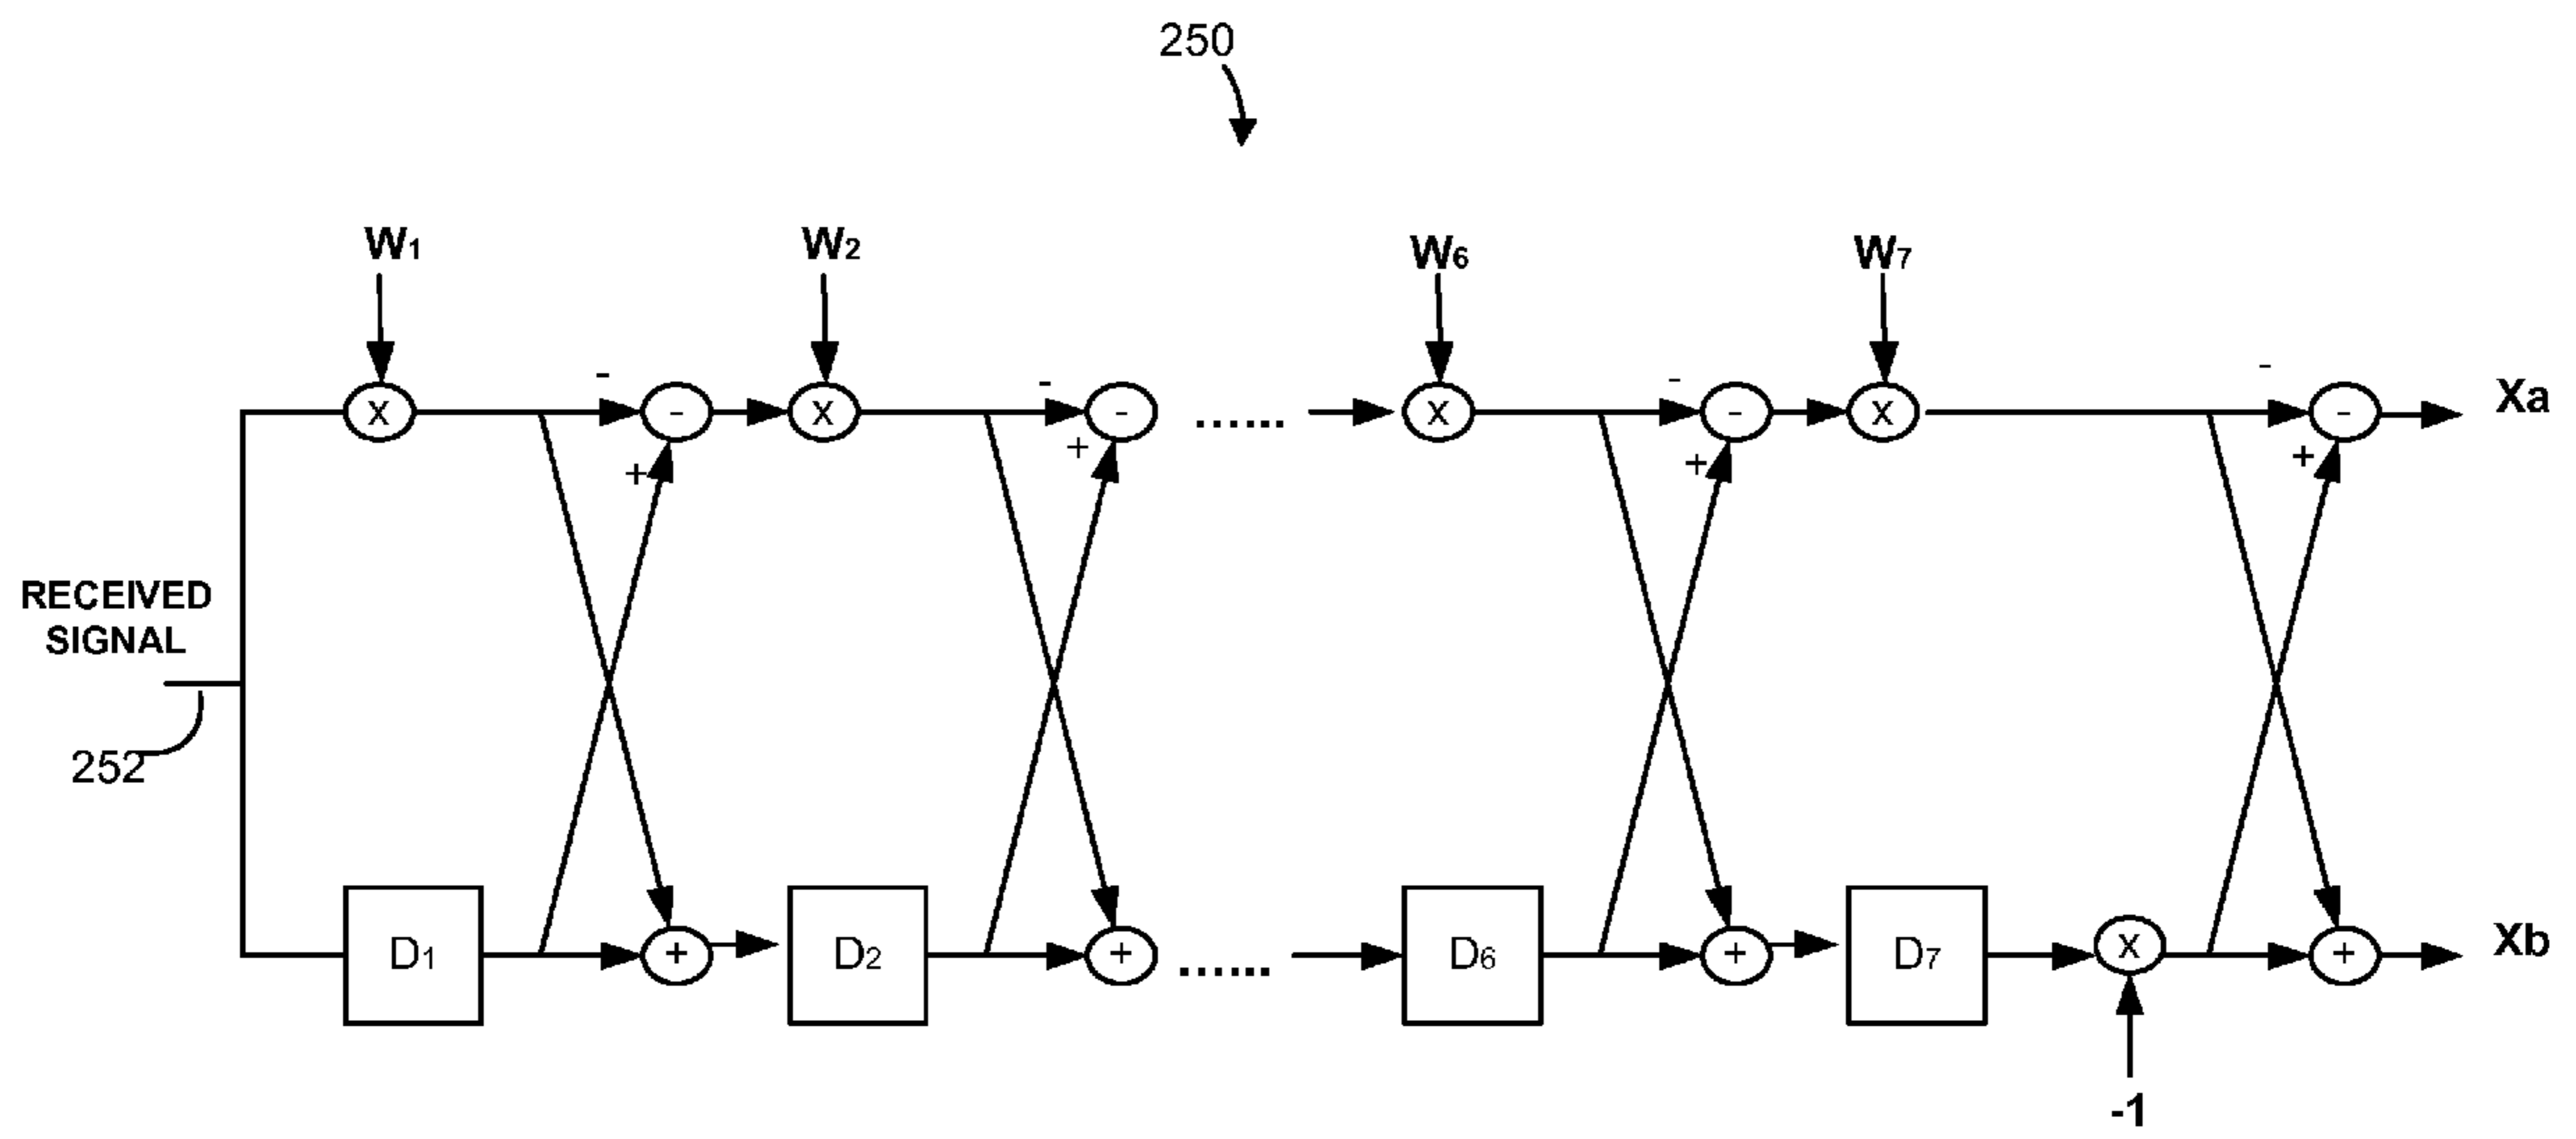 250
W1 W2 W6 W7
x - x - ...... x - x - Xa
- + - + - + - +
RECEIVED
SIGNAL
252
D1 + D2 + ...... D6 + D7 x + Xb
-1